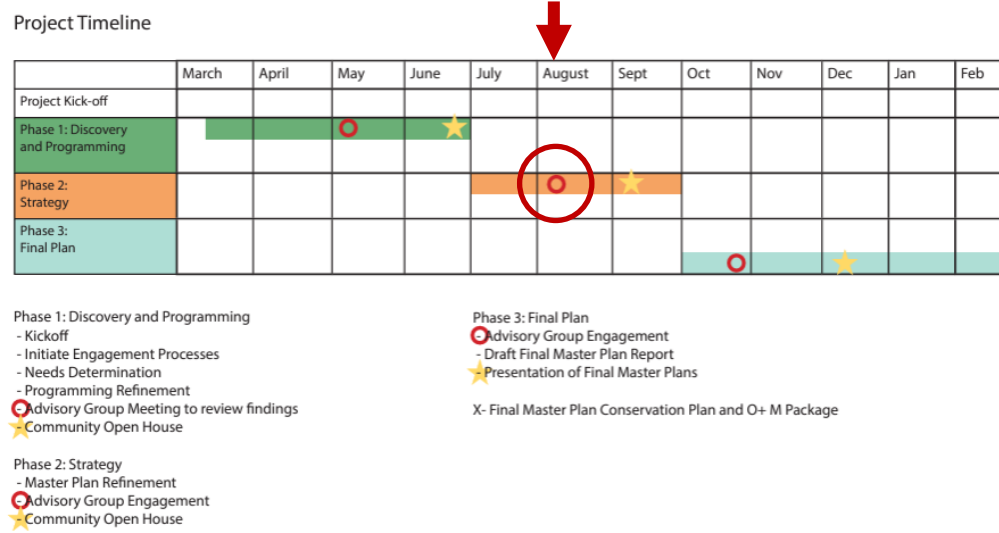 Project Timeline
March April May June July August Sept Oct Nov Dec Jan Feb
Project Kick-off
Phase 1: Discovery
and Programming
Phase 2:
Strategy
Phase 3:
Final Plan
Phase 1: Discovery and Programming
- Kickoff
- Initiate Engagement Processes
- Needs Determination
- Programming Refinement
- Advisory Group Meeting to review findings
- Community Open House
Phase 2: Strategy
- Master Plan Refinement
- Advisory Group Engagement
- Community Open House
Phase 3: Final Plan
- Advisory Group Engagement
- Draft Final Master Plan Report
- Presentation of Final Master Plans
X- Final Master Plan Conservation Plan and O+ M Package